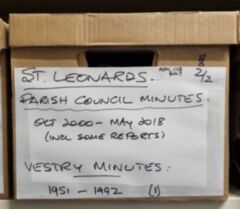 ST. LEONARDS.
2/2
PARISH COUNCIL MINUTES.
OCT 2000 - MAY 2018
(INCL SOME REPORTS)
VESTRY MINUTES:
1951 - 1992 (3)